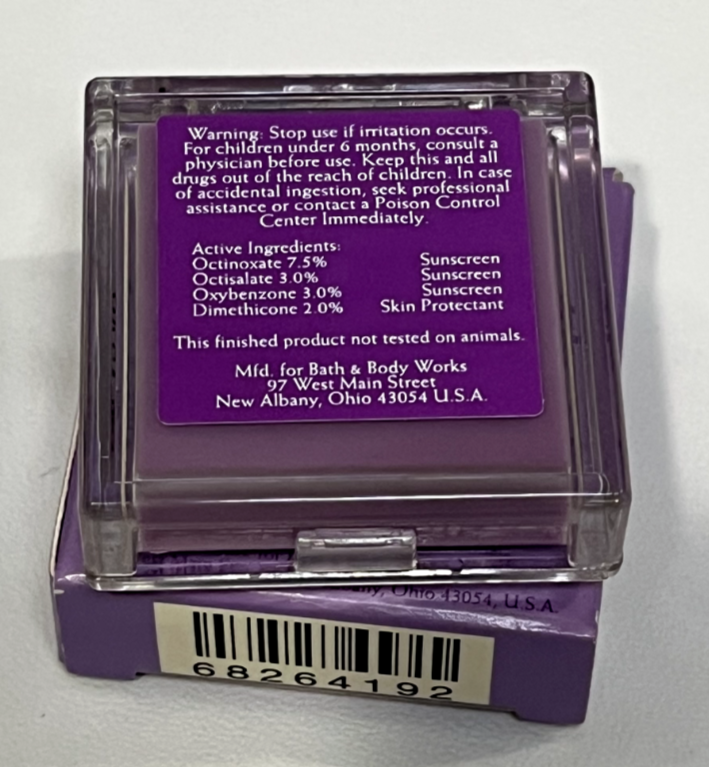 Warning: Stop use if irritation occurs.
For children under 6 months, consult a
physician before use. Keep this and all
drugs out of the reach of children. In case
of accidental ingestion, seek professional
assistance or contact a Poison Control
Center Immediately.
Active Ingredients:
Octinoxate 7.5% Sunscreen
Octisalate 3.0% Sunscreen
Oxybenzone 3.0% Sunscreen
Dimethicone 2.0% Skin Protectant
This finished product not tested on animals.
Mfd. for Bath & Body Works
97 West Main Street
New Albany, Ohio 43054 U.S.A.
Ohio 43054, U.S.A.
68264192